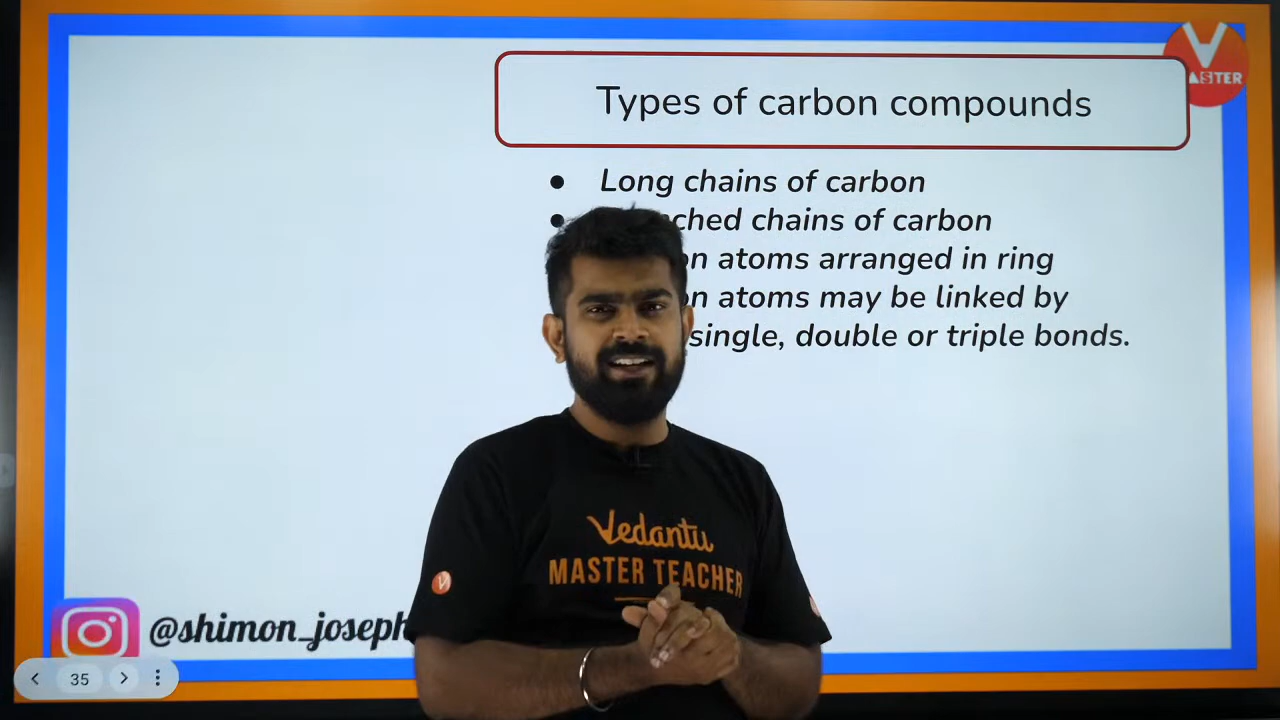 Types of carbon compounds
Long chains of carbon
chains of carbon
atoms arranged in ring
atoms may be linked by
single, double or triple bonds.
V
MASTER
Vedantu
MASTER TEACHER
V
@shimon_joseph
35